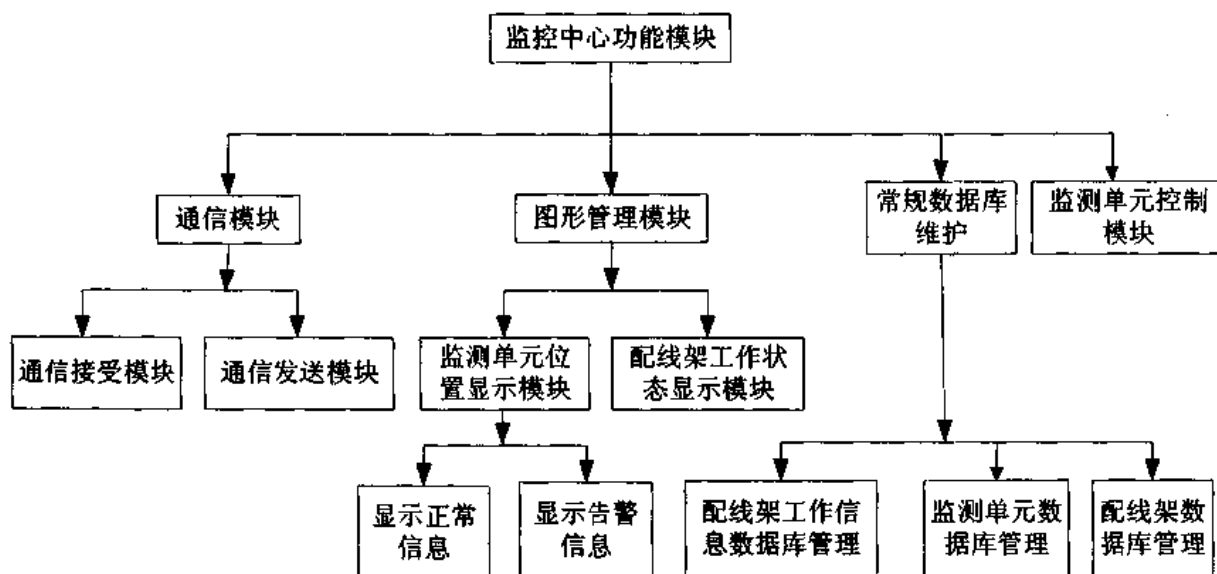 监控中心功能模块
通信模块
图形管理模块
常规数据库
维护
监测单元控制
模块
通信接受模块
通信发送模块
监测单元位
置显示模块
配线架工作状
态显示模块
显示正常
信息
显示告警
信息
配线架工作信
息数据库管理
监测单元数
据库管理
配线架数
据库管理